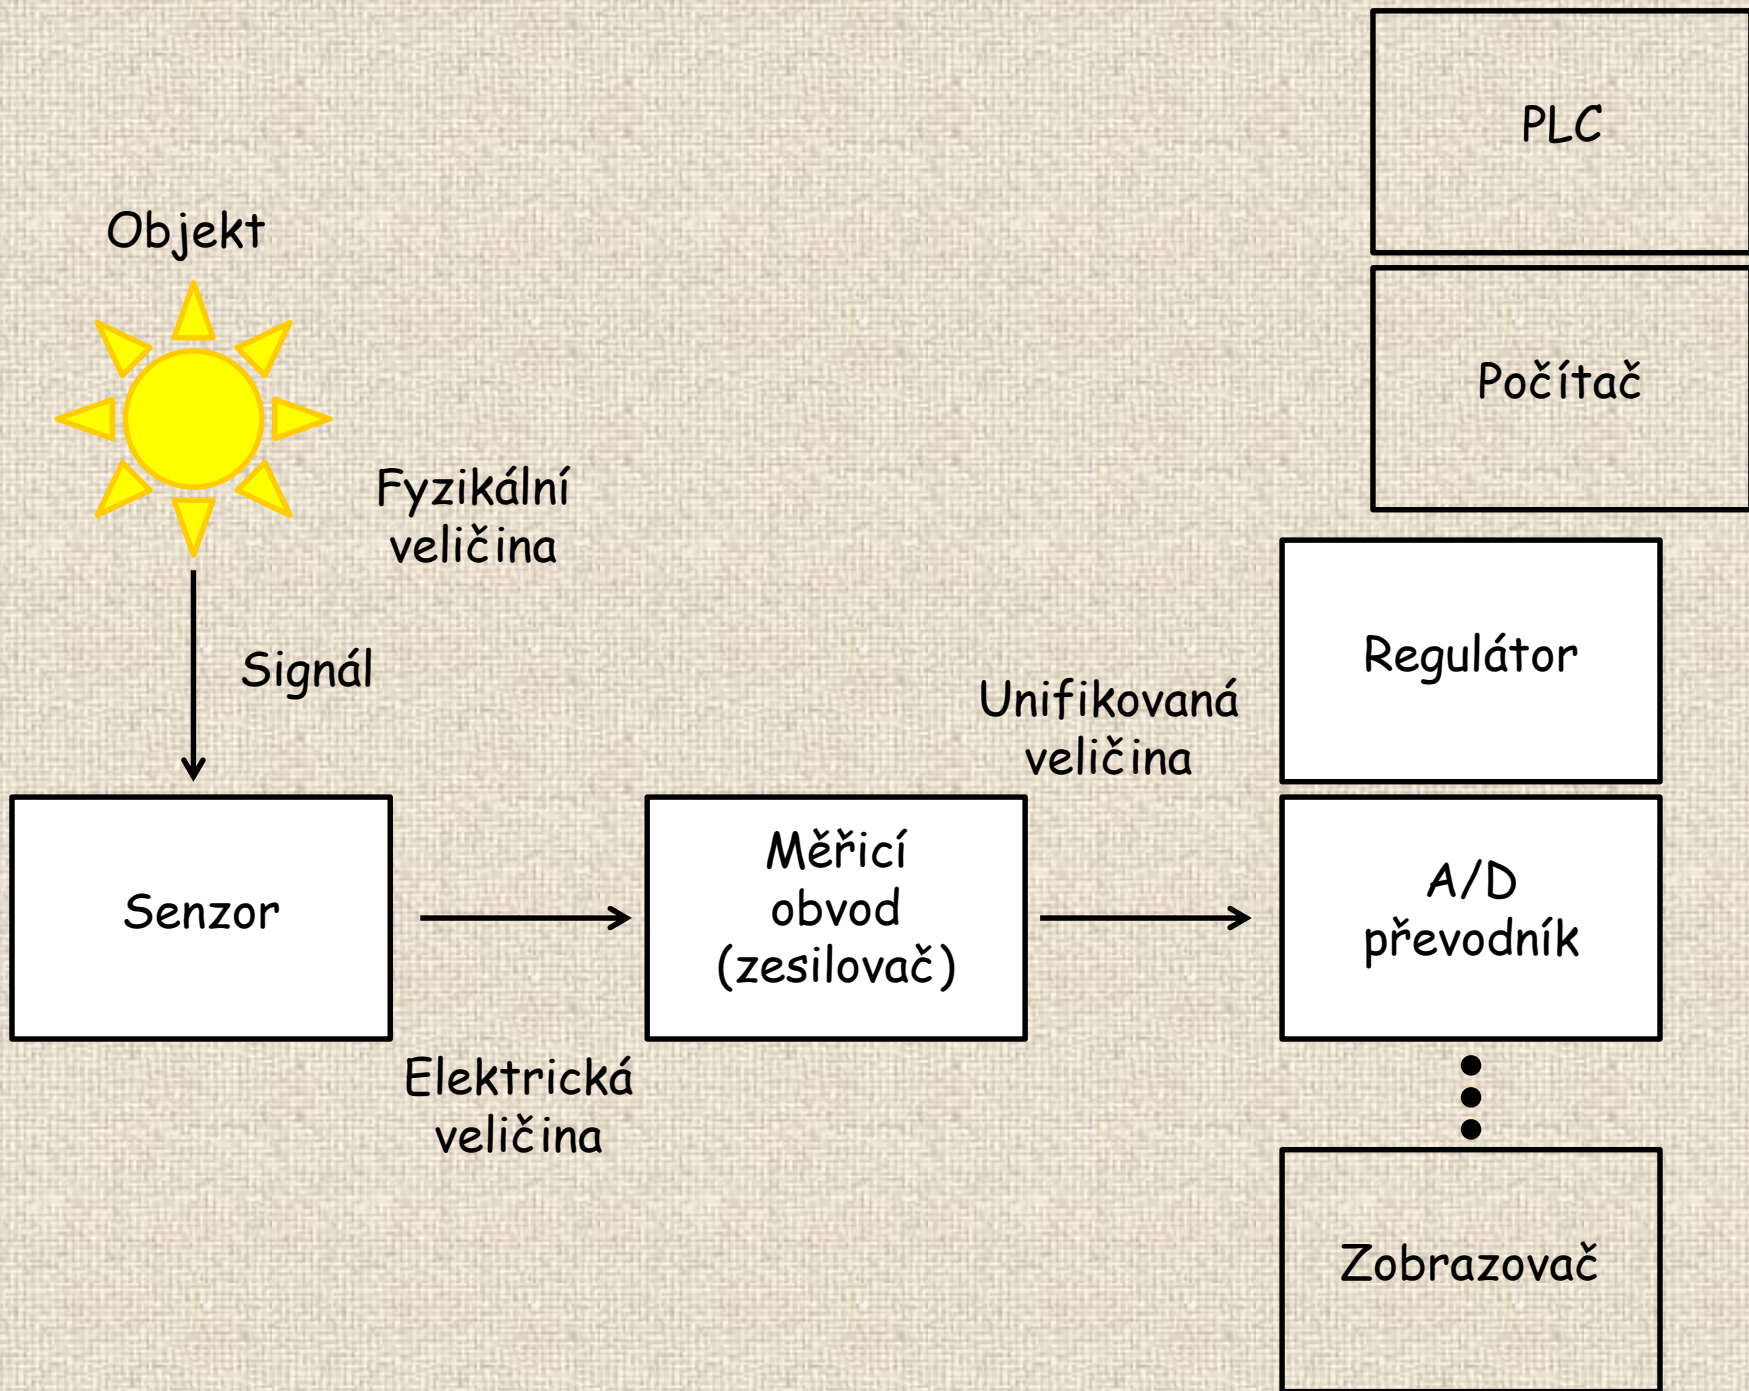 PLC
Objekt
Počítač
Fyzikální
veličina
Signál
Regulátor
Unifikovaná
veličina
Senzor
Měřicí
obvod
(zesilovač)
A/D
převodník
Elektrická
veličina
Zobrazovač